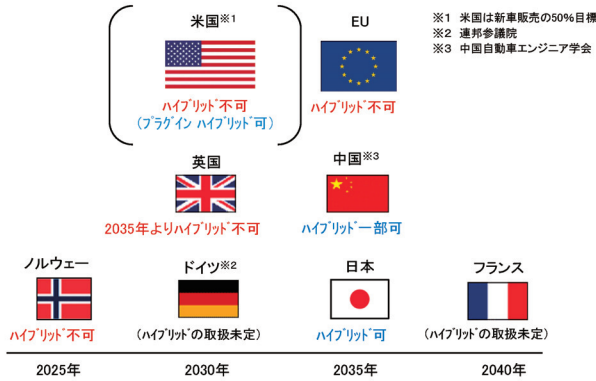 米国※1
EU
※1 米国は新車販売の50%目標
※2 連邦参議院
※3 中国自動車エンジニア学会
ハイブリッド不可
(プラグイン ハイブリッド可)
ハイブリッド不可
英国
中国※3
2035年よりハイブリッド不可
ハイブリッド一部可
ノルウェー
ドイツ※2
日本
フランス
ハイブリッド不可
(ハイブリッドの取扱未定)
ハイブリッド可
(ハイブリッドの取扱未定)
2025年
2030年
2035年
2040年